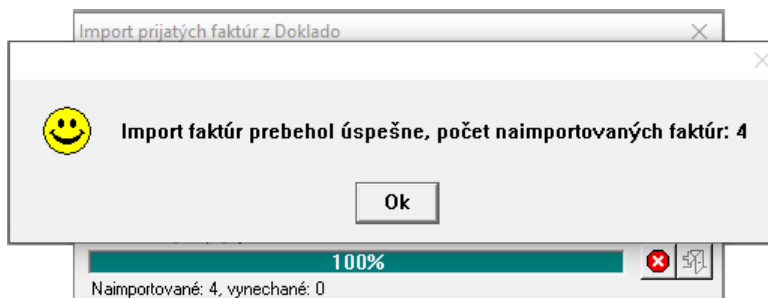 Import prijatých faktúr z Doklado
Import faktúr prebehol úspešne, počet naimportovaných faktúr: 4
Ok
100%
Naimportované: 4, vynechané: 0